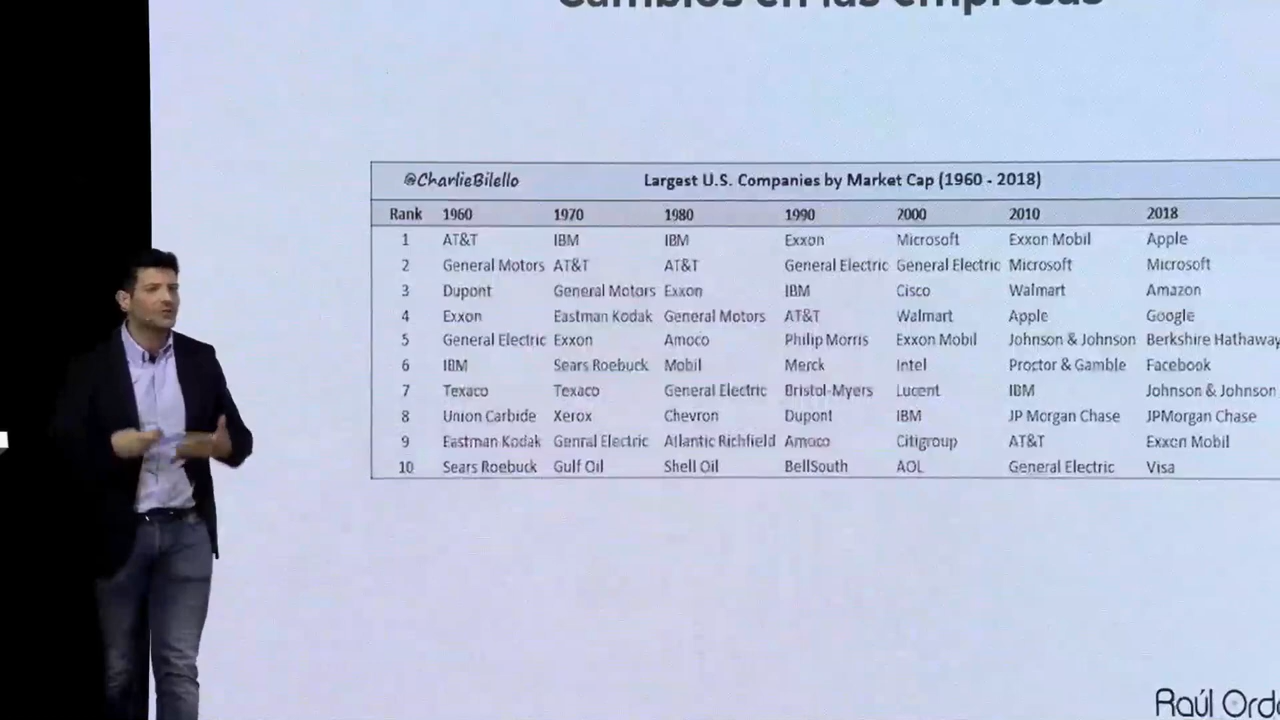 Cambios en las empresas
@CharlieBilello Largest U.S. Companies by Market Cap (1960 - 2018)
Rank 1960 1970 1980 1990 2000 2010 2018
1 AT&T IBM IBM Exxon Microsoft Exxon Mobil Apple
2 General Motors AT&T AT&T General Electric General Electric Microsoft Microsoft
3 Dupont General Motors Exxon IBM Cisco Walmart Amazon
4 Exxon Eastman Kodak General Motors AT&T Walmart Apple Google
5 General Electric Exxon Amoco Philip Morris Exxon Mobil Johnson & Johnson Berkshire Hathaway
6 IBM Sears Roebuck Mobil Merck Intel Proctor & Gamble Facebook
7 Texaco Texaco General Electric Bristol-Myers Lucent IBM Johnson & Johnson
8 Union Carbide Xerox Chevron Dupont IBM JP Morgan Chase JPMorgan Chase
9 Eastman Kodak Genral Electric Atlantic Richfield Amoco Citigroup AT&T Exxon Mobil
10 Sears Roebuck Gulf Oil Shell Oil BellSouth AOL General Electric Visa
Raúl